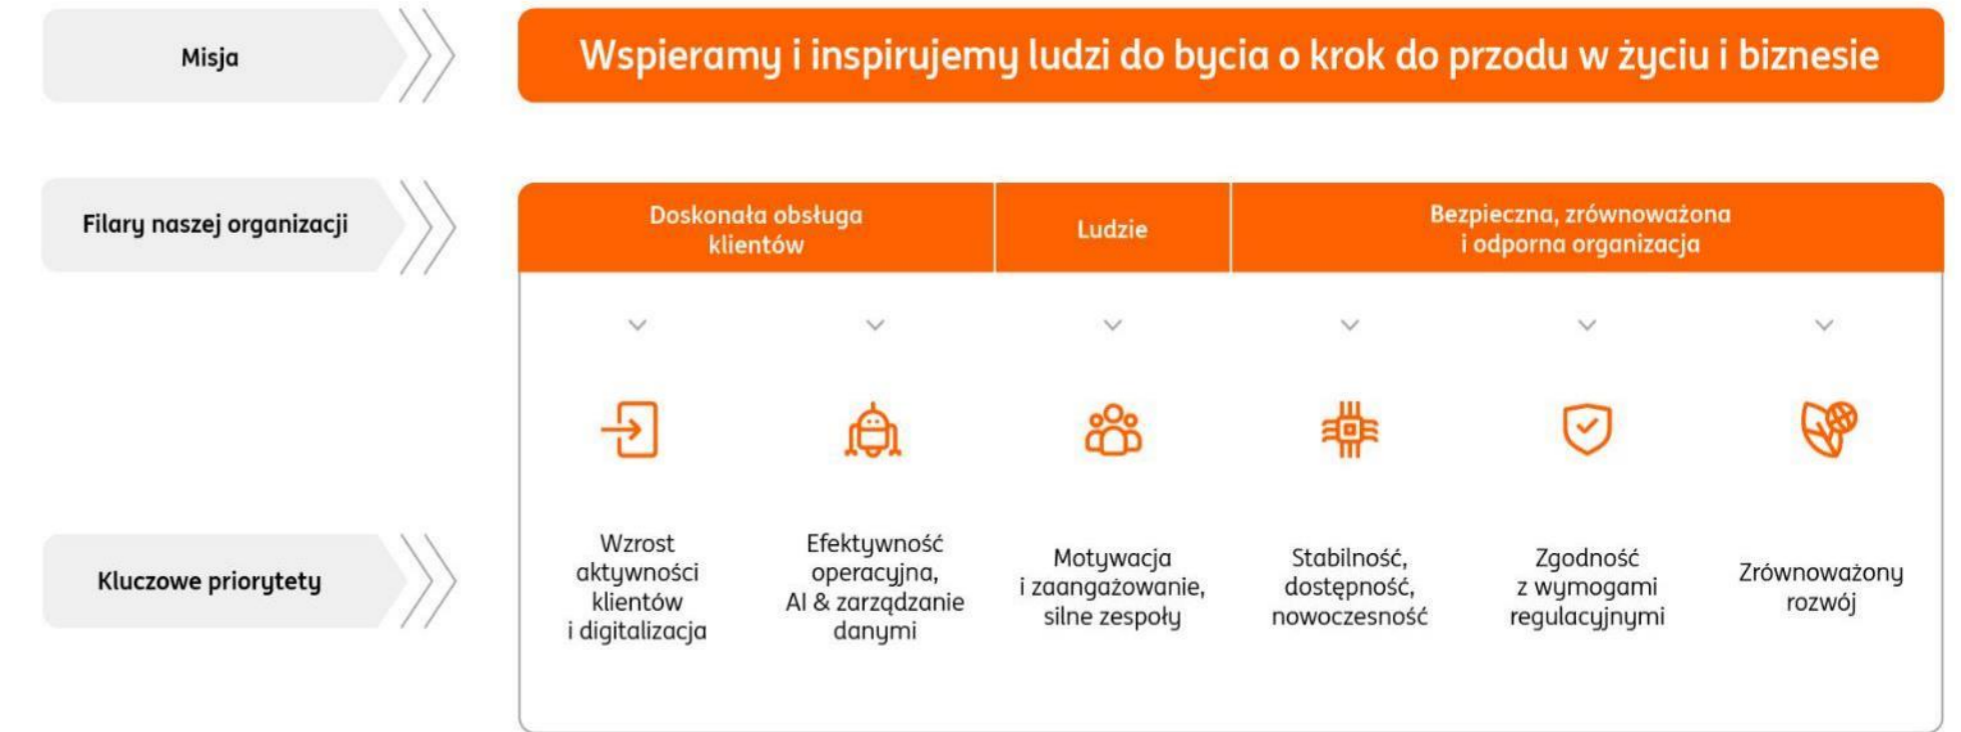 Misja
Wspieramy i inspirujemy ludzi do bycia o krok do przodu w życiu i biznesie
Filary naszej organizacji
Doskonała obsługa
klientów
Ludzie
Bezpieczna, zrównoważona
i odporna organizacja
Kluczowe priorytety
Wzrost
aktywności
klientów
i digitalizacja
Efektywność
operacyjna,
AI & zarządzanie
danymi
Motywacja
i zaangażowanie,
silne zespoły
Stabilność,
dostępność,
nowoczesność
Zgodność
z wymogami
regulacyjnymi
Zrównoważony
rozwój